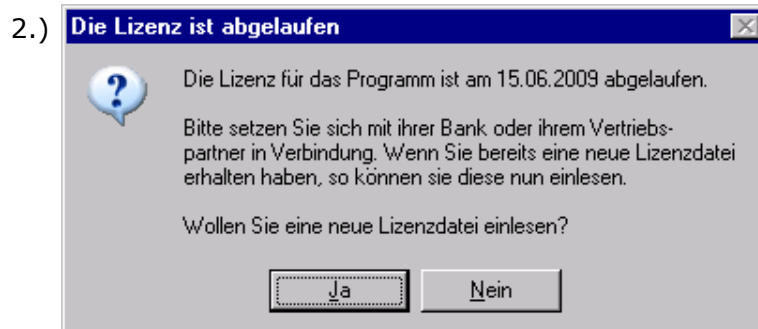 2.)
Die Lizenz ist abgelaufen
Die Lizenz für das Programm ist am 15.06.2009 abgelaufen.
Bitte setzen Sie sich mit ihrer Bank oder ihrem Vertriebs-
partner in Verbindung. Wenn Sie bereits eine neue Lizenzdatei
erhalten haben, so können sie diese nun einlesen.
Wollen Sie eine neue Lizenzdatei einlesen?
Ja
Nein